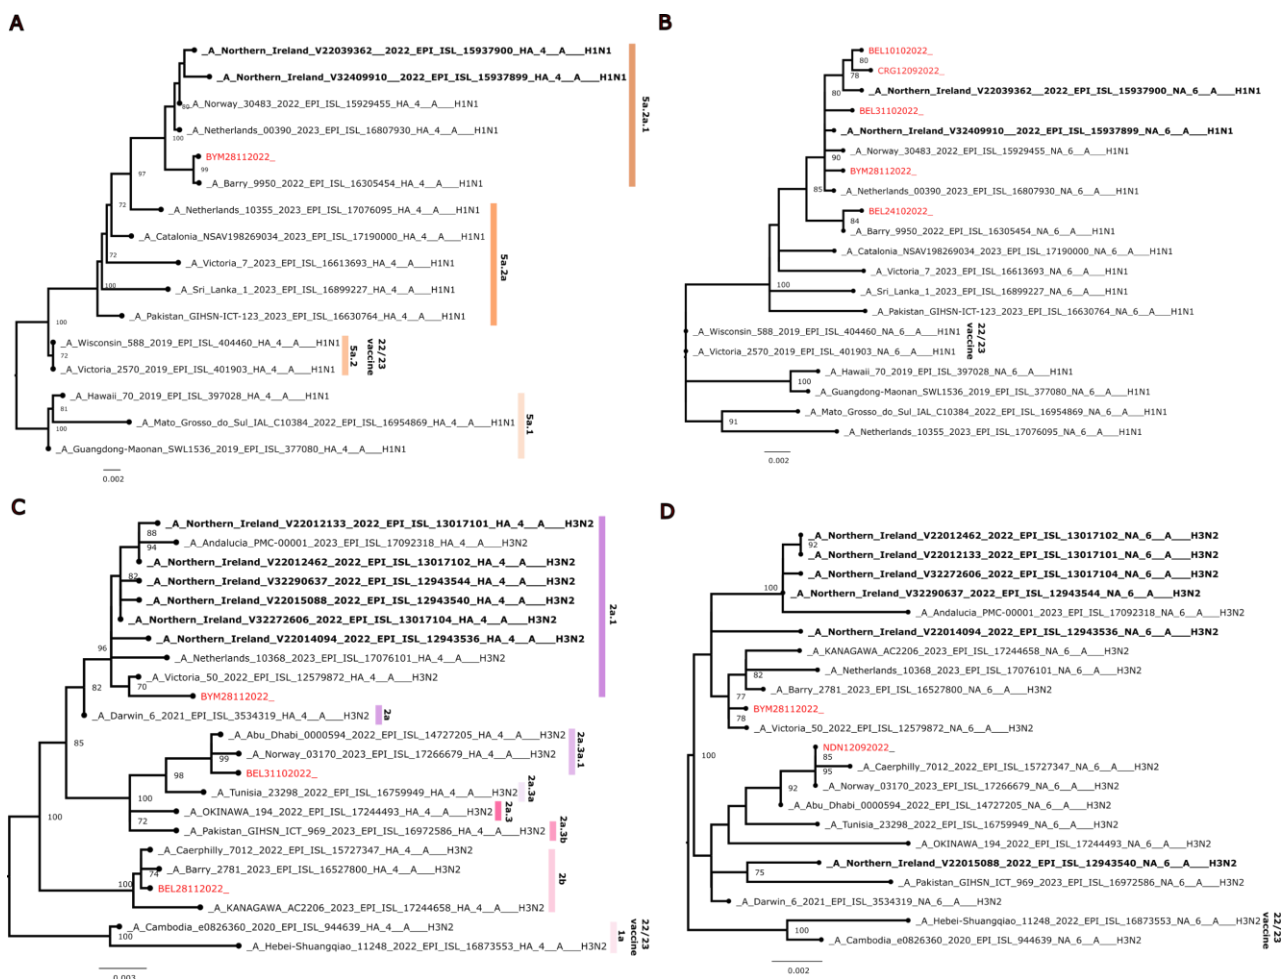 A
_A_Northern_Ireland_V22039362__2022_EPI_ISL_15937900_HA_4__A___H1N1
_A_Northern_Ireland_V32409910__2022_EPI_ISL_15937899_HA_4__A___H1N1
_A_Norway_30483_2022_EPI_ISL_15929455_HA_4__A___H1N1
89
_A_Netherlands_00390_2023_EPI_ISL_16807930_HA_4__A___H1N1
100
BYM28112022_
99
_A_Barry_9950_2022_EPI_ISL_16305454_HA_4__A___H1N1
97
_A_Netherlands_10355_2023_EPI_ISL_17076095_HA_4__A___H1N1
72
_A_Catalonia_NSAV198269034_2023_EPI_ISL_17190000_HA_4__A___H1N1
72
_A_Victoria_7_2023_EPI_ISL_16613693_HA_4__A___H1N1
100
_A_Sri_Lanka_1_2023_EPI_ISL_16899227_HA_4__A___H1N1
_A_Pakistan_GIHSN-ICT-123_2023_EPI_ISL_16630764_HA_4__A___H1N1
100
_A_Wisconsin_588_2019_EPI_ISL_404460_HA_4__A___H1N1
72
_A_Victoria_2570_2019_EPI_ISL_401903_HA_4__A___H1N1
_A_Hawaii_70_2019_EPI_ISL_397028_HA_4__A___H1N1
81
_A_Mato_Grosso_do_Sul_IAL_C10384_2022_EPI_ISL_16954869_HA_4__A___H1N1
100
_A_Guangdong-Maonan_SWL1536_2019_EPI_ISL_377080_HA_4__A___H1N1
5a.2a.1
5a.2a
5a.2
22/23
vaccine
5a.1
0.002
B
BEL10102022_
80
CRG12092022_
78
_A_Northern_Ireland_V22039362__2022_EPI_ISL_15937900_NA_6__A___H1N1
80
BEL31102022_
_A_Northern_Ireland_V32409910__2022_EPI_ISL_15937899_NA_6__A___H1N1
_A_Norway_30483_2022_EPI_ISL_15929455_NA_6__A___H1N1
90
BYM28112022_
85
_A_Netherlands_00390_2023_EPI_ISL_16807930_NA_6__A___H1N1
BEL24102022_
84
_A_Barry_9950_2022_EPI_ISL_16305454_NA_6__A___H1N1
_A_Catalonia_NSAV198269034_2023_EPI_ISL_17190000_NA_6__A___H1N1
_A_Victoria_7_2023_EPI_ISL_16613693_NA_6__A___H1N1
100
_A_Sri_Lanka_1_2023_EPI_ISL_16899227_NA_6__A___H1N1
_A_Pakistan_GIHSN-ICT-123_2023_EPI_ISL_16630764_NA_6__A___H1N1
_A_Wisconsin_588_2019_EPI_ISL_404460_NA_6__A___H1N1
_A_Victoria_2570_2019_EPI_ISL_401903_NA_6__A___H1N1
22/23
vaccine
_A_Hawaii_70_2019_EPI_ISL_397028_NA_6__A___H1N1
100
_A_Guangdong-Maonan_SWL1536_2019_EPI_ISL_377080_NA_6__A___H1N1
_A_Mato_Grosso_do_Sul_IAL_C10384_2022_EPI_ISL_16954869_NA_6__A___H1N1
91
_A_Netherlands_10355_2023_EPI_ISL_17076095_NA_6__A___H1N1
0.002
C
_A_Northern_Ireland_V22012133_2022_EPI_ISL_13017101_HA_4__A___H3N2
88
_A_Andalucia_PMC-00001_2023_EPI_ISL_17092318_HA_4__A___H3N2
94
_A_Northern_Ireland_V22012462_2022_EPI_ISL_13017102_HA_4__A___H3N2
82
_A_Northern_Ireland_V32290637_2022_EPI_ISL_12943544_HA_4__A___H3N2
_A_Northern_Ireland_V22015088_2022_EPI_ISL_12943540_HA_4__A___H3N2
_A_Northern_Ireland_V32272606_2022_EPI_ISL_13017104_HA_4__A___H3N2
_A_Northern_Ireland_V22014094_2022_EPI_ISL_12943536_HA_4__A___H3N2
96
_A_Netherlands_10368_2023_EPI_ISL_17076101_HA_4__A___H3N2
_A_Victoria_50_2022_EPI_ISL_12579872_HA_4__A___H3N2
82
70
BYM28112022_
_A_Darwin_6_2021_EPI_ISL_3534319_HA_4__A___H3N2
_A_Abu_Dhabi_0000594_2022_EPI_ISL_14727205_HA_4__A___H3N2
85
_A_Norway_03170_2023_EPI_ISL_17266679_HA_4__A___H3N2
99
BEL31102022_
98
_A_Tunisia_23298_2022_EPI_ISL_16759949_HA_4__A___H3N2
100
_A_OKINAWA_194_2022_EPI_ISL_17244493_HA_4__A___H3N2
100
72
_A_Pakistan_GIHSN_ICT_969_2023_EPI_ISL_16972586_HA_4__A___H3N2
_A_Caerphilly_7012_2022_EPI_ISL_15727347_HA_4__A___H3N2
_A_Barry_2781_2023_EPI_ISL_16527800_HA_4__A___H3N2
74
100
BEL28112022_
_A_KANAGAWA_AC2206_2023_EPI_ISL_17244658_HA_4__A___H3N2
_A_Cambodia_e0826360_2020_EPI_ISL_944639_HA_4__A___H3N2
100
_A_Hebei-Shuangqiao_11248_2022_EPI_ISL_16873553_HA_4__A___H3N2
2a.1
2a
2a.3a.1
2a.3a
2a.3
2a.3b
2b
1a
22/23
vaccine
0.003
D
_A_Northern_Ireland_V22012462_2022_EPI_ISL_13017102_NA_6__A___H3N2
92
_A_Northern_Ireland_V22012133_2022_EPI_ISL_13017101_NA_6__A___H3N2
_A_Northern_Ireland_V32272606_2022_EPI_ISL_13017104_NA_6__A___H3N2
100
_A_Northern_Ireland_V32290637_2022_EPI_ISL_12943544_NA_6__A___H3N2
_A_Andalucia_PMC-00001_2023_EPI_ISL_17092318_NA_6__A___H3N2
_A_Northern_Ireland_V22014094_2022_EPI_ISL_12943536_NA_6__A___H3N2
_A_KANAGAWA_AC2206_2023_EPI_ISL_17244658_NA_6__A___H3N2
_A_Netherlands_10368_2023_EPI_ISL_17076101_NA_6__A___H3N2
82
_A_Barry_2781_2023_EPI_ISL_16527800_NA_6__A___H3N2
77
BYM28112022_
78
_A_Victoria_50_2022_EPI_ISL_12579872_NA_6__A___H3N2
100
NDN12092022_
85
_A_Caerphilly_7012_2022_EPI_ISL_15727347_NA_6__A___H3N2
95
_A_Norway_03170_2023_EPI_ISL_17266679_NA_6__A___H3N2
92
_A_Abu_Dhabi_0000594_2022_EPI_ISL_14727205_NA_6__A___H3N2
_A_Tunisia_23298_2022_EPI_ISL_16759949_NA_6__A___H3N2
_A_OKINAWA_194_2022_EPI_ISL_17244493_NA_6__A___H3N2
_A_Northern_Ireland_V22015088_2022_EPI_ISL_12943540_NA_6__A___H3N2
75
_A_Pakistan_GIHSN_ICT_969_2023_EPI_ISL_16972586_NA_6__A___H3N2
_A_Darwin_6_2021_EPI_ISL_3534319_NA_6__A___H3N2
_A_Hebei-Shuangqiao_11248_2022_EPI_ISL_16873553_NA_6__A___H3N2
100
_A_Cambodia_e0826360_2020_EPI_ISL_944639_NA_6__A___H3N2
22/23
vaccine
0.002